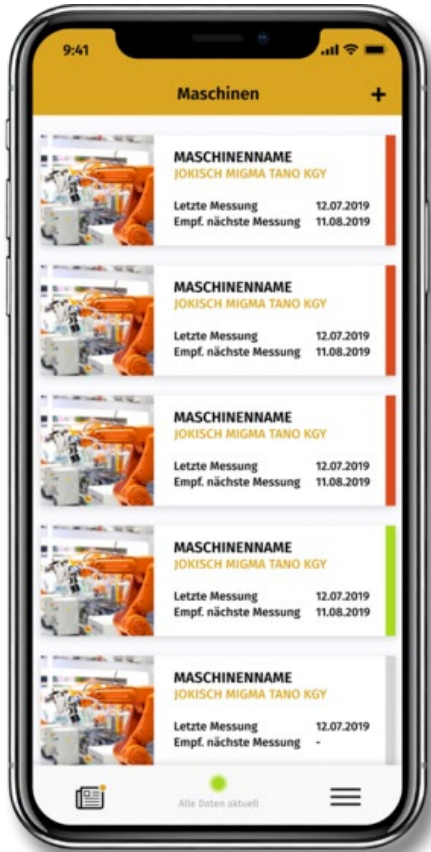 9:41
Maschinen +
MASCHINENNAME
JOKISCH MIGMA TANO KGY
Letzte Messung 12.07.2019
Empf. nächste Messung 11.08.2019
MASCHINENNAME
JOKISCH MIGMA TANO KGY
Letzte Messung 12.07.2019
Empf. nächste Messung 11.08.2019
MASCHINENNAME
JOKISCH MIGMA TANO KGY
Letzte Messung 12.07.2019
Empf. nächste Messung 11.08.2019
MASCHINENNAME
JOKISCH MIGMA TANO KGY
Letzte Messung 12.07.2019
Empf. nächste Messung 11.08.2019
MASCHINENNAME
JOKISCH MIGMA TANO KGY
Letzte Messung 12.07.2019
Empf. nächste Messung -
Alle Daten aktuell